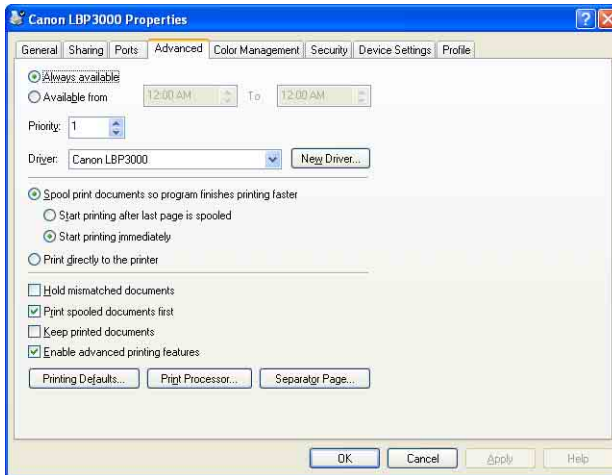 Canon LBP3000 Properties
General Sharing Ports Advanced Color Management Security Device Settings Profile
Always available
Available from 12:00 AM To 12:00 AM
Priority: 1
Driver: Canon LBP3000 New Driver...
Spool print documents so program finishes printing faster
Start printing after last page is spooled
Start printing immediately
Print directly to the printer
Hold mismatched documents
Print spooled documents first
Keep printed documents
Enable advanced printing features
Printing Defaults... Print Processor... Separator Page...
OK Cancel Apply Help